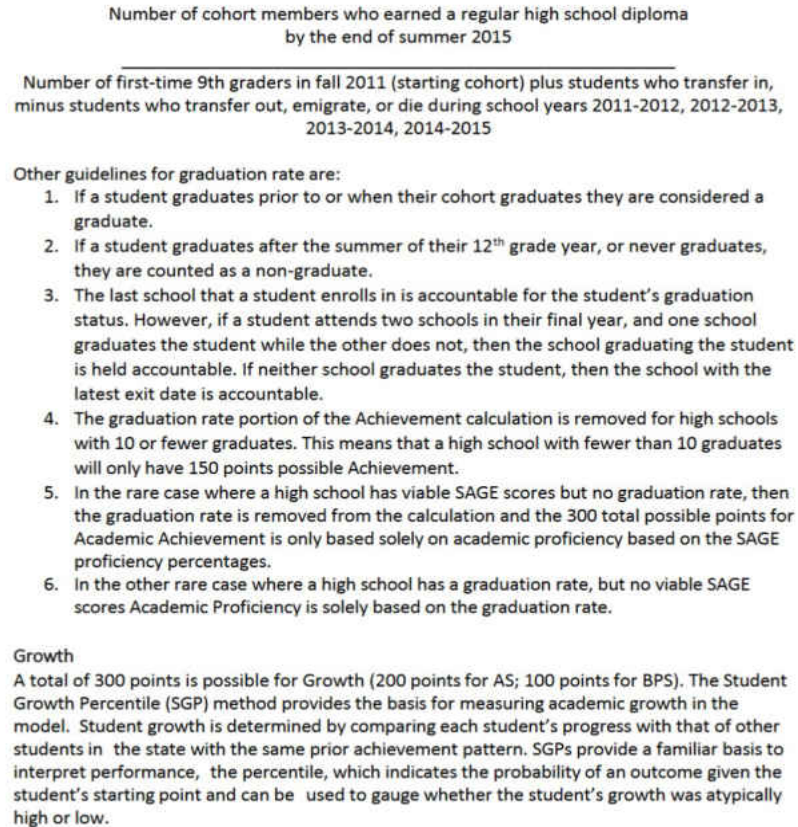 Number of cohort members who earned a regular high school diploma
by the end of summer 2015
Number of first-time 9th graders in fall 2011 (starting cohort) plus students who transfer in,
minus students who transfer out, emigrate, or die during school years 2011-2012, 2012-2013,
2013-2014, 2014-2015
Other guidelines for graduation rate are:
1. If a student graduates prior to or when their cohort graduates they are considered a
graduate.
2. If a student graduates after the summer of their 12th grade year, or never graduates,
they are counted as a non-graduate.
3. The last school that a student enrolls in is accountable for the student's graduation
status. However, if a student attends two schools in their final year, and one school
graduates the student while the other does not, then the school graduating the student
is held accountable. If neither school graduates the student, then the school with the
latest exit date is accountable.
4. The graduation rate portion of the Achievement calculation is removed for high schools
with 10 or fewer graduates. This means that a high school with fewer than 10 graduates
will only have 150 points possible Achievement.
5. In the rare case where a high school has viable SAGE scores but no graduation rate, then
the graduation rate is removed from the calculation and the 300 total possible points for
Academic Achievement is only based solely on academic proficiency based on the SAGE
proficiency percentages.
6. In the other rare case where a high school has a graduation rate, but no viable SAGE
scores Academic Proficiency is solely based on the graduation rate.
Growth
A total of 300 points is possible for Growth (200 points for AS; 100 points for BPS). The Student
Growth Percentile (SGP) method provides the basis for measuring academic growth in the
model. Student growth is determined by comparing each student's progress with that of other
students in the state with the same prior achievement pattern. SGPs provide a familiar basis to
interpret performance, the percentile, which indicates the probability of an outcome given the
student's starting point and can be used to gauge whether the student's growth was atypically
high or low.